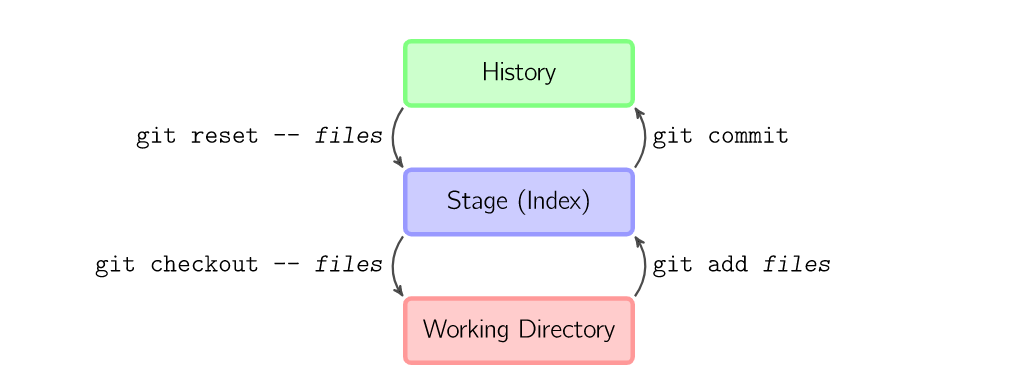 History
git reset -- files
git commit
Stage (Index)
git checkout -- files
git add files
Working Directory